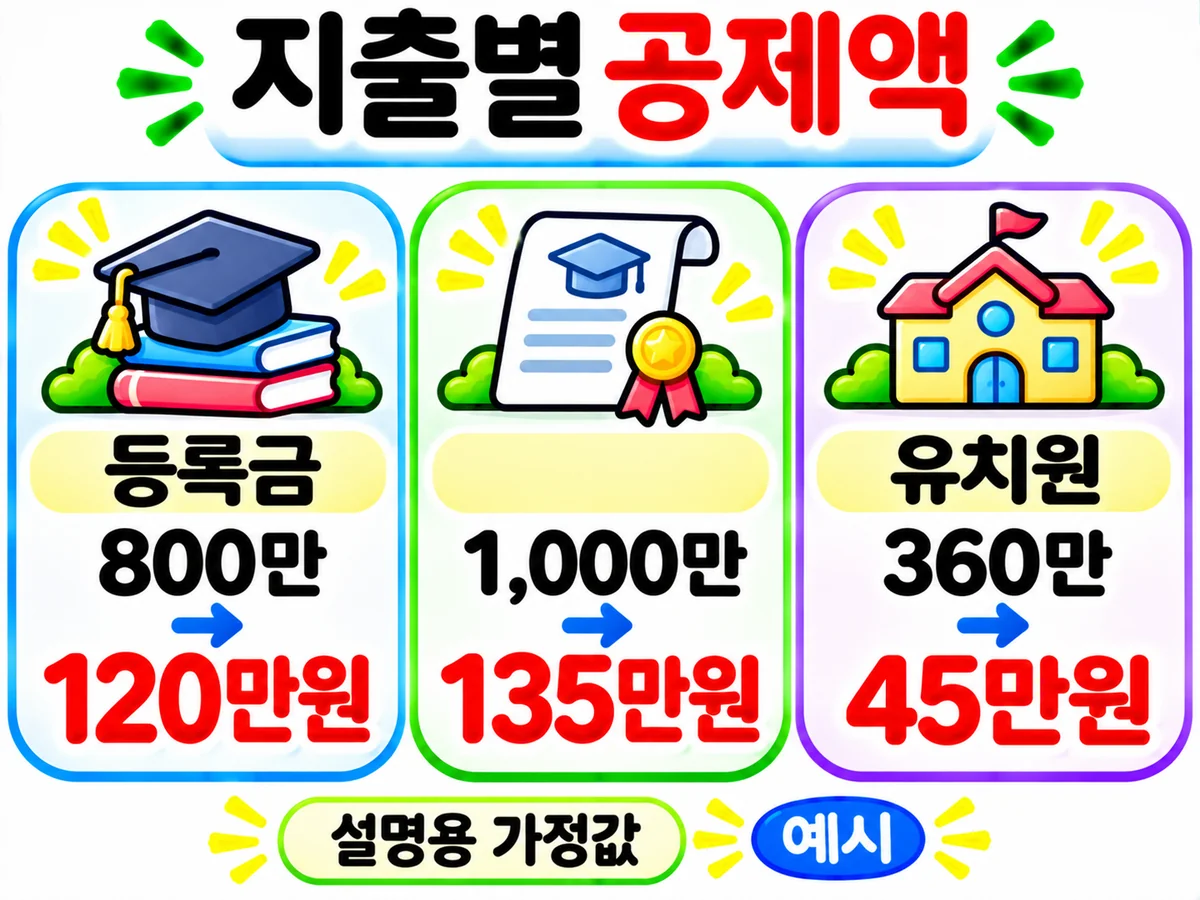 지출별 공제액
등록금
800만
→
120만원
1,000만
→
135만원
유치원
360만
→
45만원
설명용 가정값
예시